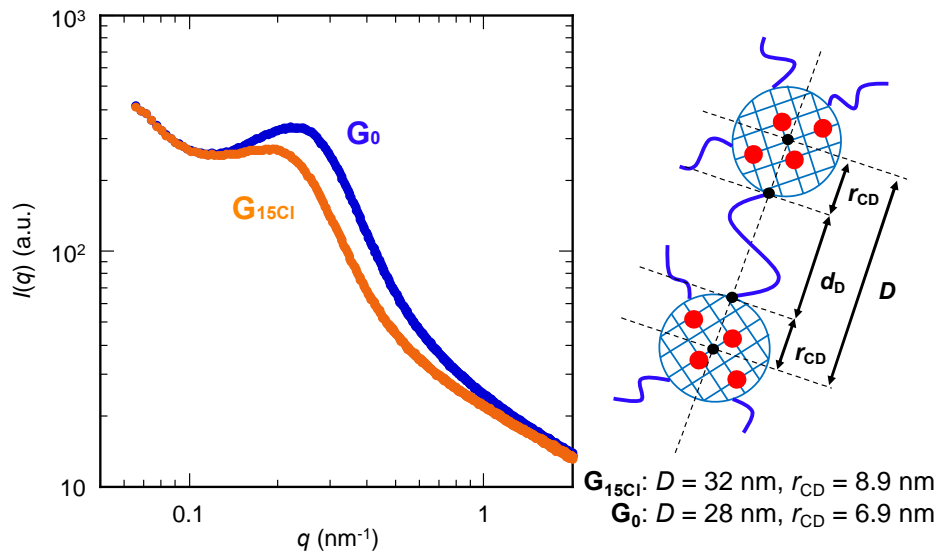 10³
10²
10
I(q) (a.u.)
0.1
1
q (nm⁻¹)
G₀
G₁₅Cl
r_CD
d_D
D
r_CD
G₁₅Cl: D = 32 nm, r_CD = 8.9 nm
G₀: D = 28 nm, r_CD = 6.9 nm